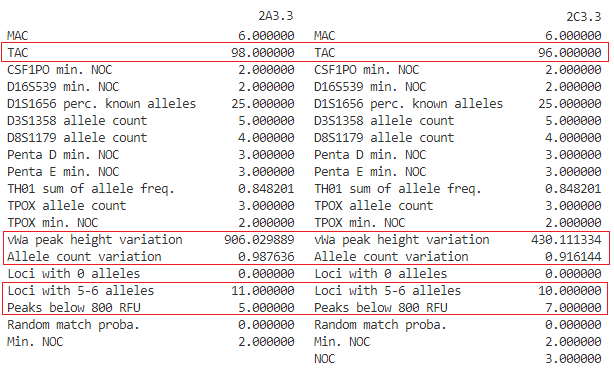 2A3.3 2C3.3
MAC 6.000000 MAC 6.000000
TAC 98.000000 TAC 96.000000
CSF1PO min. NOC 2.000000 CSF1PO min. NOC 2.000000
D16S539 min. NOC 2.000000 D16S539 min. NOC 2.000000
D1S1656 perc. known alleles 25.000000 D1S1656 perc. known alleles 25.000000
D3S1358 allele count 5.000000 D3S1358 allele count 5.000000
D8S1179 allele count 4.000000 D8S1179 allele count 4.000000
Penta D min. NOC 3.000000 Penta D min. NOC 3.000000
Penta E min. NOC 3.000000 Penta E min. NOC 3.000000
TH01 sum of allele freq. 0.848201 TH01 sum of allele freq. 0.848201
TPOX allele count 3.000000 TPOX allele count 3.000000
TPOX min. NOC 2.000000 TPOX min. NOC 2.000000
vWa peak height variation 906.029889 vWa peak height variation 430.111334
Allele count variation 0.987636 Allele count variation 0.916144
Loci with 0 alleles 0.000000 Loci with 0 alleles 0.000000
Loci with 5-6 alleles 11.000000 Loci with 5-6 alleles 10.000000
Peaks below 800 RFU 5.000000 Peaks below 800 RFU 7.000000
Random match proba. 0.000000 Random match proba. 0.000000
Min. NOC 2.000000 Min. NOC 2.000000
NOC 3.000000